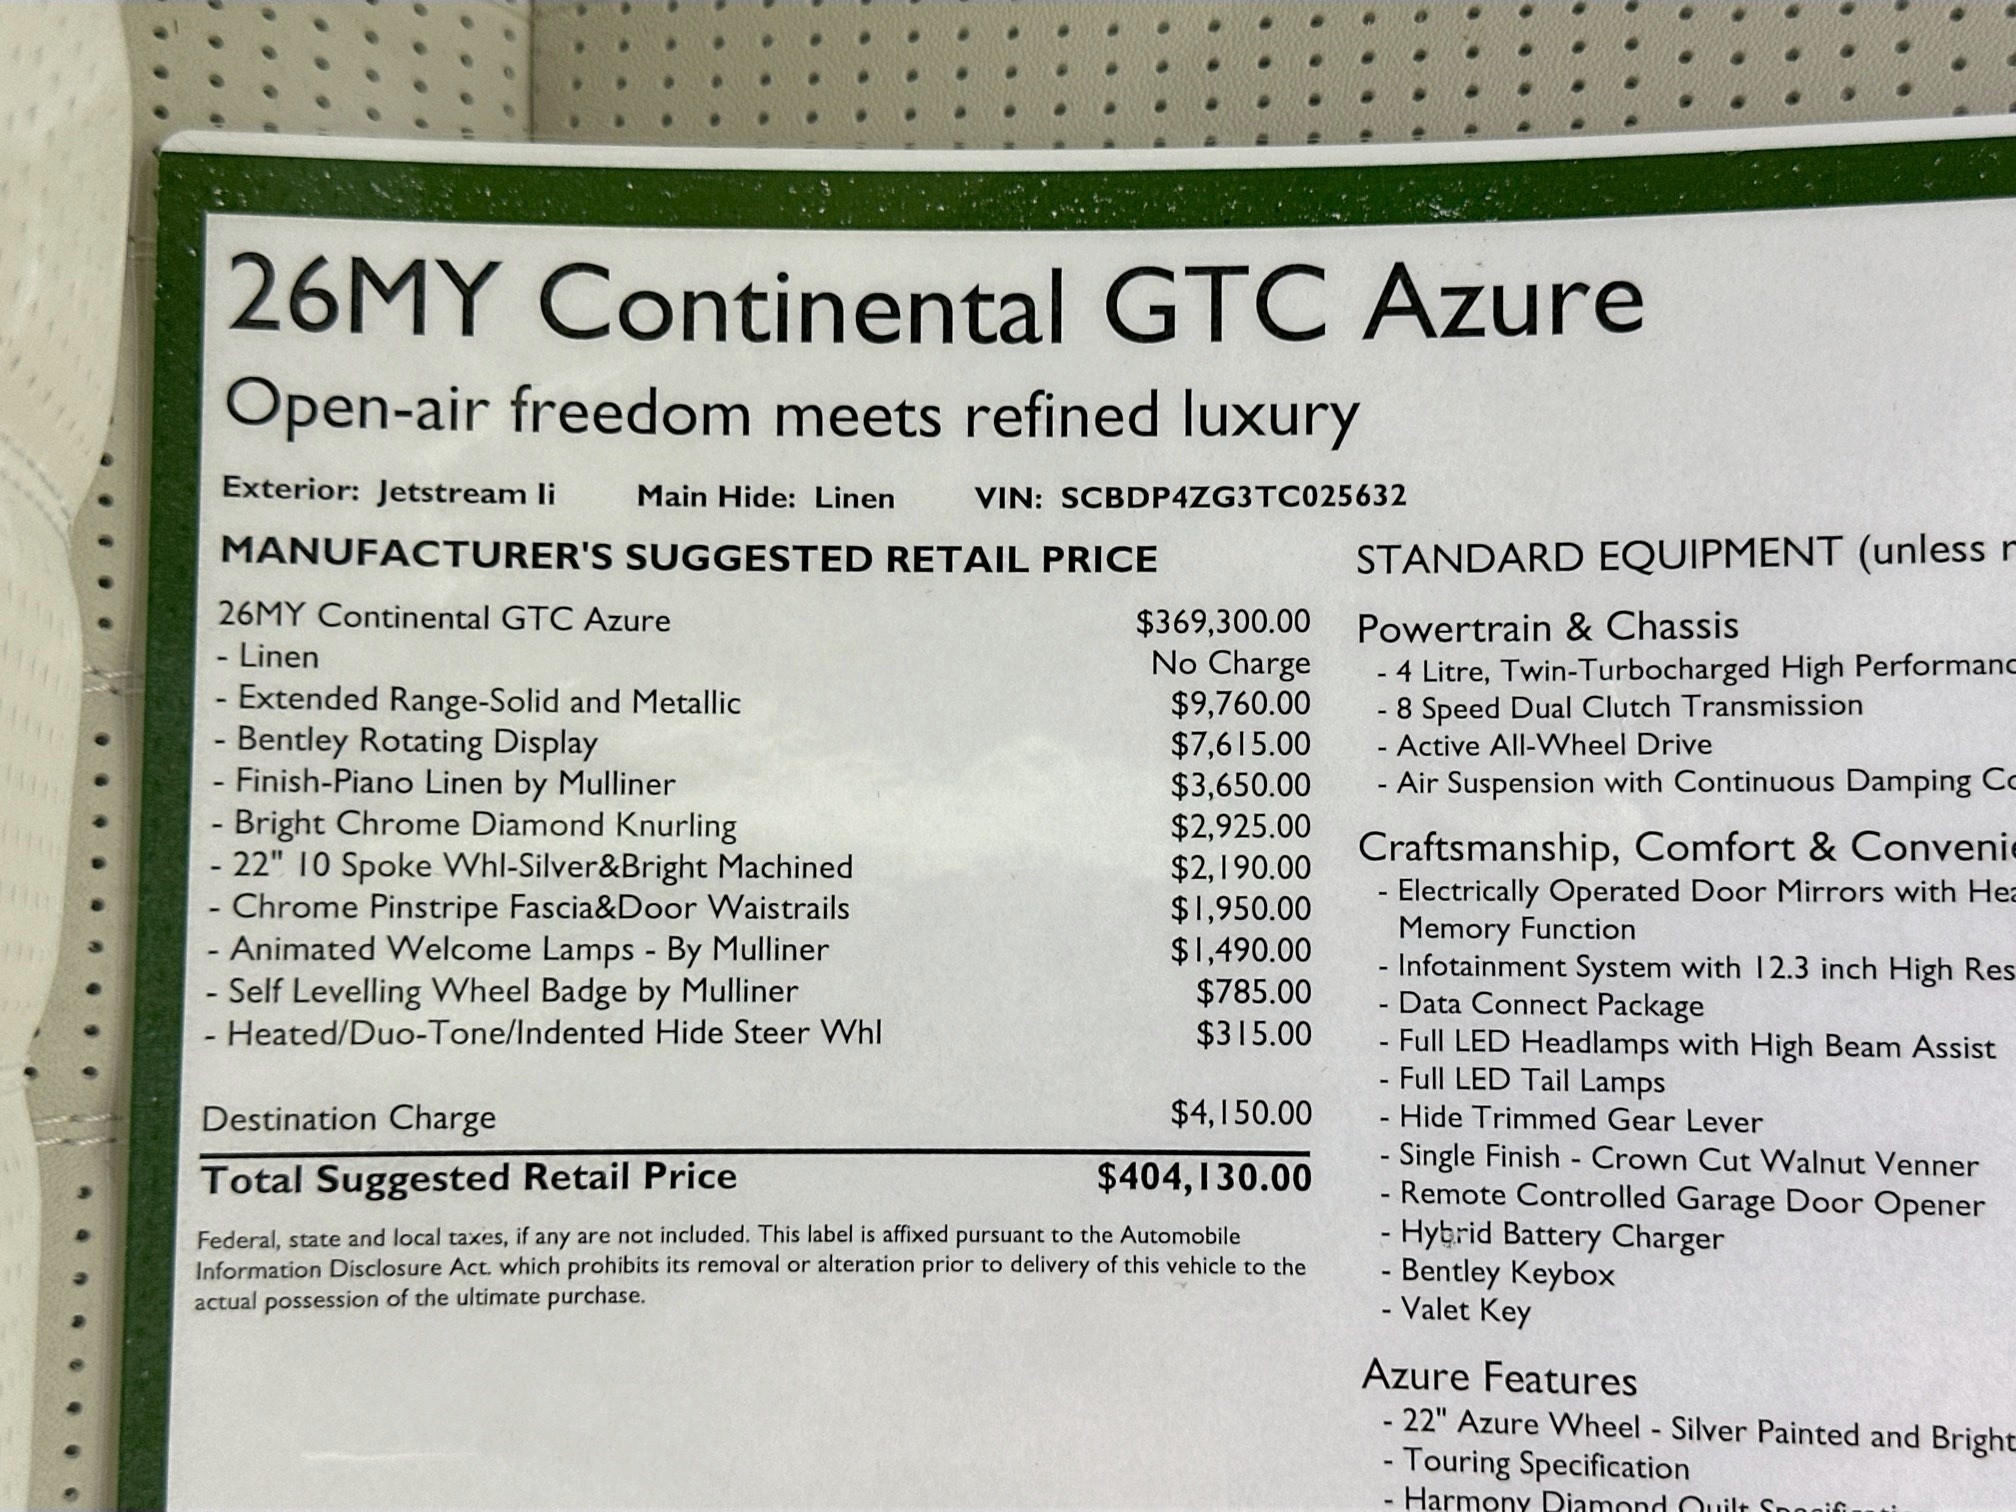 26MY Continental GTC Azure
Open-air freedom meets refined luxury
Exterior: Jetstream Ii Main Hide: Linen VIN: SCBDP4ZG3TC025632
MANUFACTURER'S SUGGESTED RETAIL PRICE
26MY Continental GTC Azure $369,300.00
- Linen No Charge
- Extended Range-Solid and Metallic $9,760.00
- Bentley Rotating Display $7,615.00
- Finish-Piano Linen by Mulliner $3,650.00
- Bright Chrome Diamond Knurling $2,925.00
- 22" 10 Spoke Whl-Silver&Bright Machined $2,190.00
- Chrome Pinstripe Fascia&Door Waistrails $1,950.00
- Animated Welcome Lamps - By Mulliner $1,490.00
- Self Levelling Wheel Badge by Mulliner $785.00
- Heated/Duo-Tone/Indented Hide Steer Whl $315.00
Destination Charge $4,150.00
Total Suggested Retail Price $404,130.00
Federal, state and local taxes, if any are not included. This label is affixed pursuant to the Automobile
Information Disclosure Act. which prohibits its removal or alteration prior to delivery of this vehicle to the
actual possession of the ultimate purchase.
STANDARD EQUIPMENT (unless
Powertrain & Chassis
- 4 Litre, Twin-Turbocharged High
- 8 Speed Dual Clutch Transmission
- Active All-Wheel Drive
- Air Suspension with Continuous Damping
Craftsmanship, Comfort &
- Electrically Operated Door Mirrors with
Memory Function
- Infotainment System with 12.3 inch High
- Data Connect Package
- Full LED Headlamps with High Beam Assist
- Full LED Tail Lamps
- Hide Trimmed Gear Lever
- Single Finish - Crown Cut Walnut Venner
- Remote Controlled Garage Door Opener
- Hybrid Battery Charger
- Bentley Keybox
- Valet Key
Azure Features
- 22" Azure Wheel - Silver Painted and Bright
- Touring Specification
- Harmony Diamond Quilt